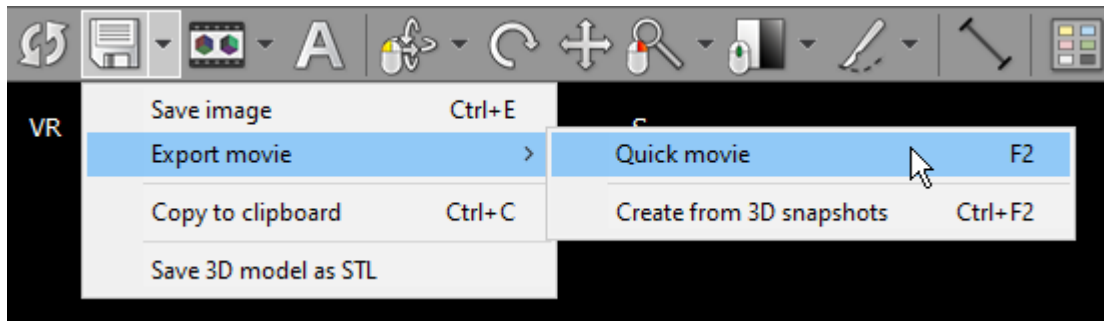 A
VR
S
Save image Ctrl+E
Export movie >
Quick movie F2
Copy to clipboard Ctrl+C
Create from 3D snapshots Ctrl+F2
Save 3D model as STL